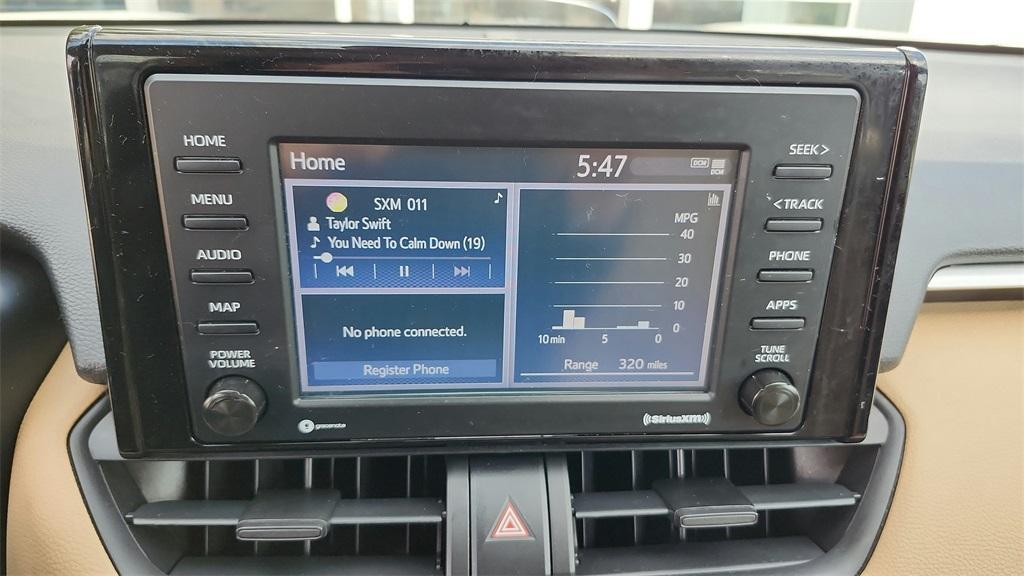 HOME
MENU
AUDIO
MAP
POWER
VOLUME
Home
5:47
DCM
DCM
SXM 011
Taylor Swift
You Need To Calm Down (19)
No phone connected.
Register Phone
MPG
40
30
20
10
0
10 min 5 0
Range 320 miles
SEEK>
<TRACK
PHONE
APPS
TUNE
SCROLL
gracenote
((SiriusXM))